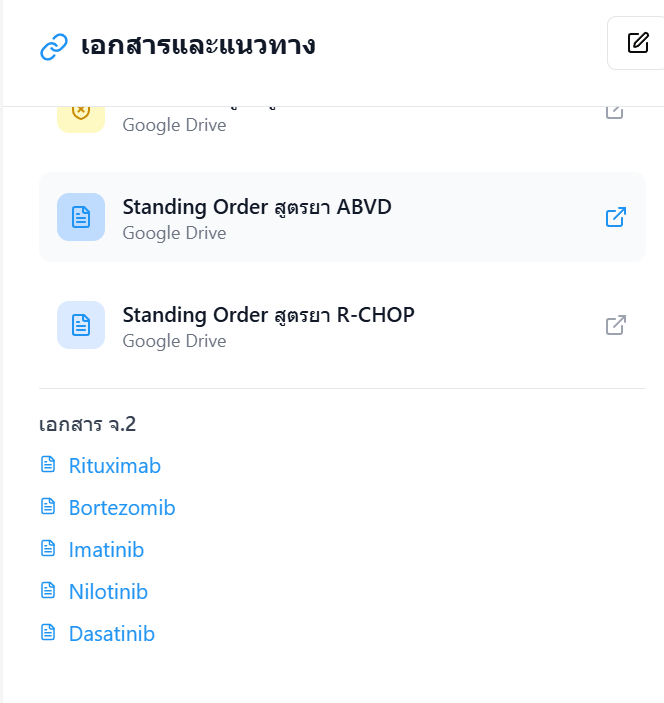 เอกสารและแนวทาง
Google Drive
Standing Order สูตรยา ABVD
Google Drive
Standing Order สูตรยา R-CHOP
Google Drive
เอกสาร จ.2
Rituximab
Bortezomib
Imatinib
Nilotinib
Dasatinib